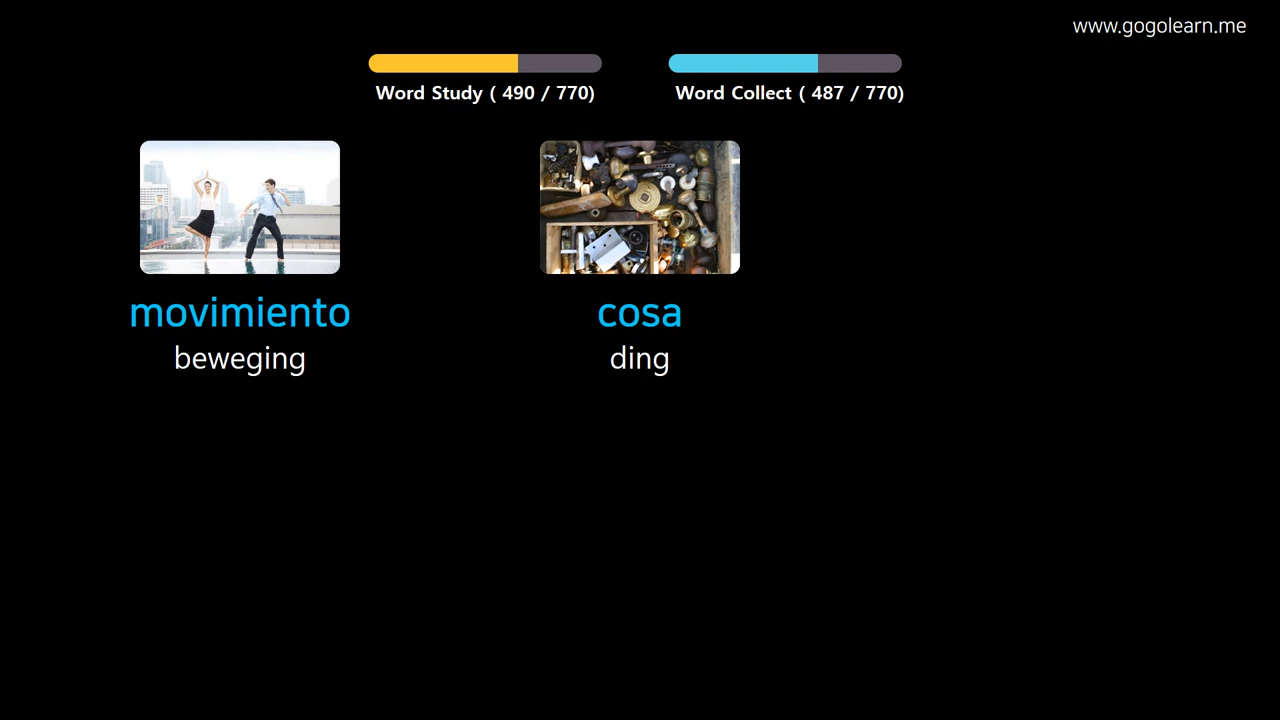 www.gogolearn.me
Word Study ( 490 / 770)
Word Collect ( 487 / 770)
movimiento
beweging
cosa
ding